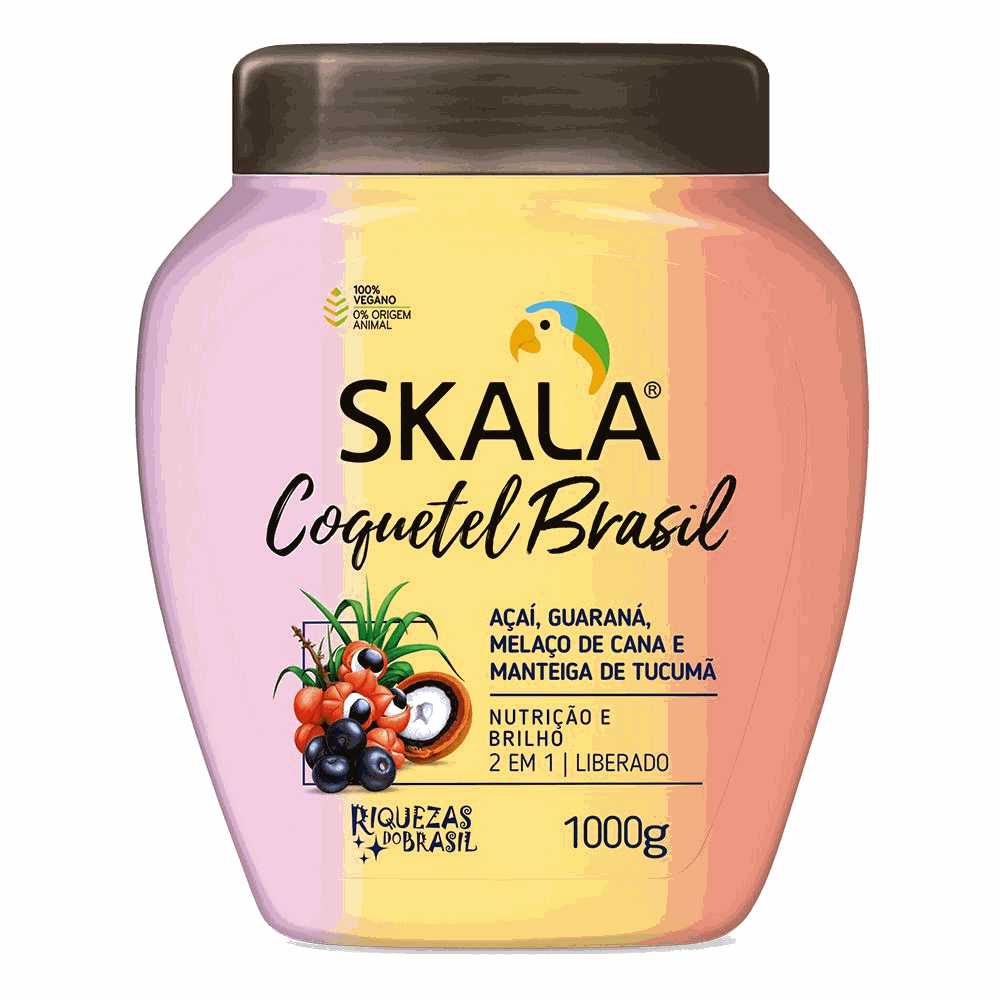 100%
VEGANO
0% ORIGEM
ANIMAL
SKALA®
Coquetel Brasil
AÇAÍ, GUARANÁ,
MELAÇO DE CANA E
MANTEIGA DE TUCUMÃ
NUTRIÇÃO E
BRILHO
2 EM 1 | LIBERADO
RIQUEZAS
DO BRASIL
1000g